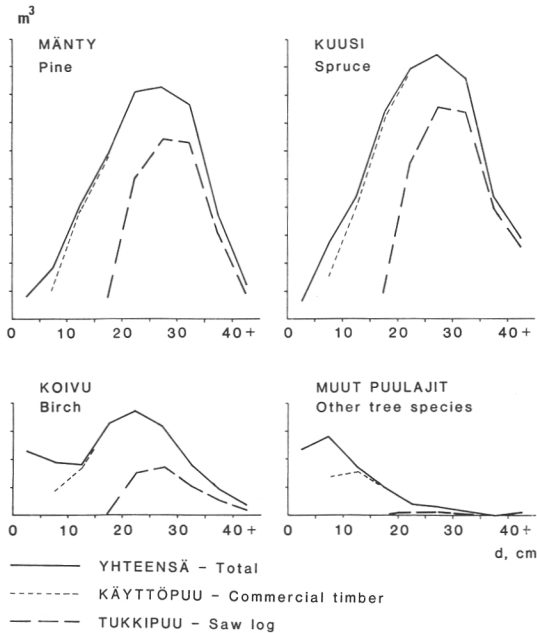 m³
MÄNTY
Pine
KUUSI
Spruce
0 10 20 30 40+
0 10 20 30 40+
KOIVU
Birch
MUUT PUULAJIT
Other tree species
0 10 20 30 40+
0 10 20 30 40+
d, cm
YHTEENSÄ – Total
KÄYTTÖPUU – Commercial timber
TUKKIPUU – Saw log